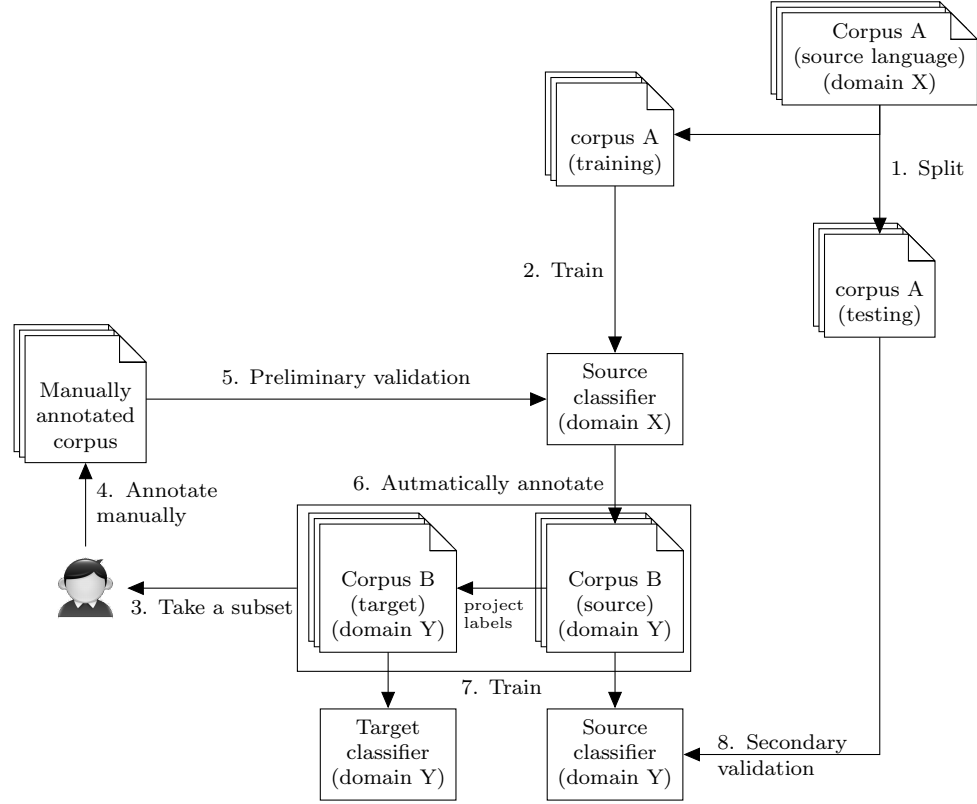 Corpus A
(source language)
(domain X)
corpus A
(training)
1. Split
2. Train
corpus A
(testing)
Manually
annotated
corpus
5. Preliminary validation
Source
classifier
(domain X)
4. Annotate
manually
6. Autmatically annotate
Corpus B
(target)
(domain Y)
project
labels
Corpus B
(source)
(domain Y)
3. Take a subset
7. Train
Target
classifier
(domain Y)
Source
classifier
(domain Y)
8. Secondary
validation